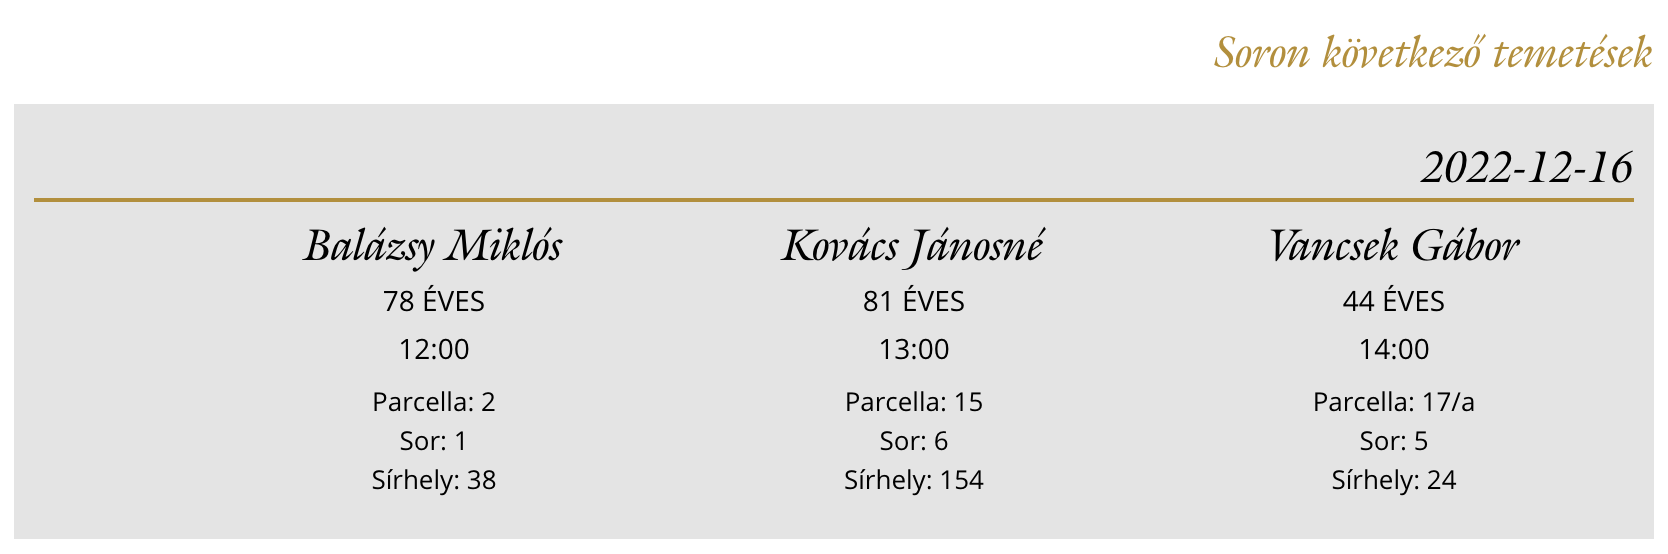 Soron következő temetések
2022-12-16
Balázsy Miklós
78 ÉVES
12:00
Parcella: 2
Sor: 1
Sírhely: 38
Kovács Jánosné
81 ÉVES
13:00
Parcella: 15
Sor: 6
Sírhely: 154
Vancsek Gábor
44 ÉVES
14:00
Parcella: 17/a
Sor: 5
Sírhely: 24